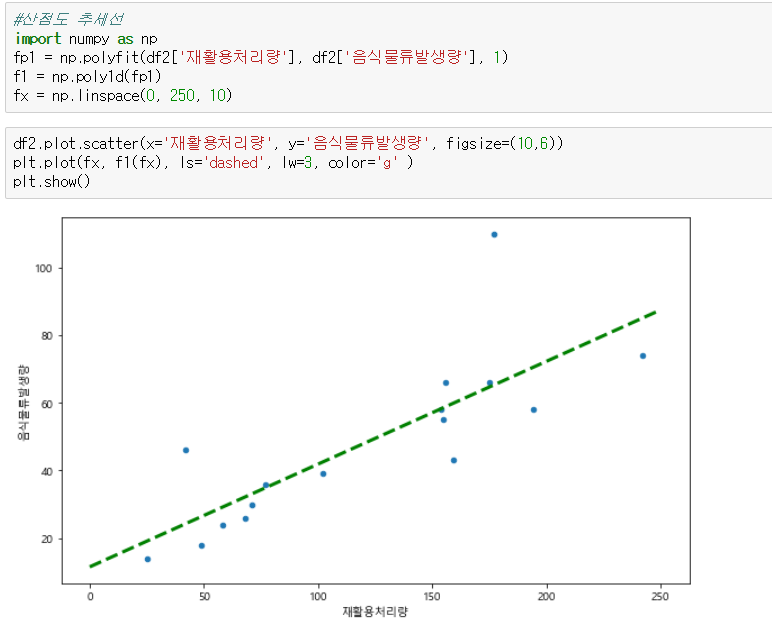 #산점도 추세선
import numpy as np
fp1 = np.polyfit(df2['재활용처리량'], df2['음식물류발생량'], 1)
f1 = np.poly1d(fp1)
fx = np.linspace(0, 250, 10)
df2.plot.scatter(x='재활용처리량', y='음식물류발생량', figsize=(10,6))
plt.plot(fx, f1(fx), ls='dashed', lw=3, color='g' )
plt.show()
음식물류발생량
100
80
60
40
20
0 50 100 150 200 250
재활용처리량